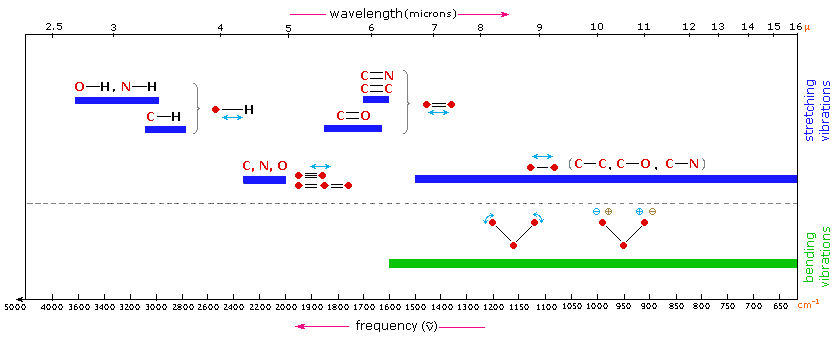 wavelength(microns)
2.5 3 4 5 6 7 8 9 10 11 12 13 14 15 16 μ
C=N
O—H, N—H C=C
—H
C—H C=O
stretching vibrations
C, N, O (C—C, C—O, C—N)
⊖ ⊕ ⊕ ⊖
bending vibrations
5000 4000 3800 3600 3400 3200 3000 2800 2600 2400 2200 2000 1900 1800 1700 1600 1500 1400 1300 1200 1100 1050 1000 950 900 850 800 750 700 650 cm⁻¹
frequency (ṽ)